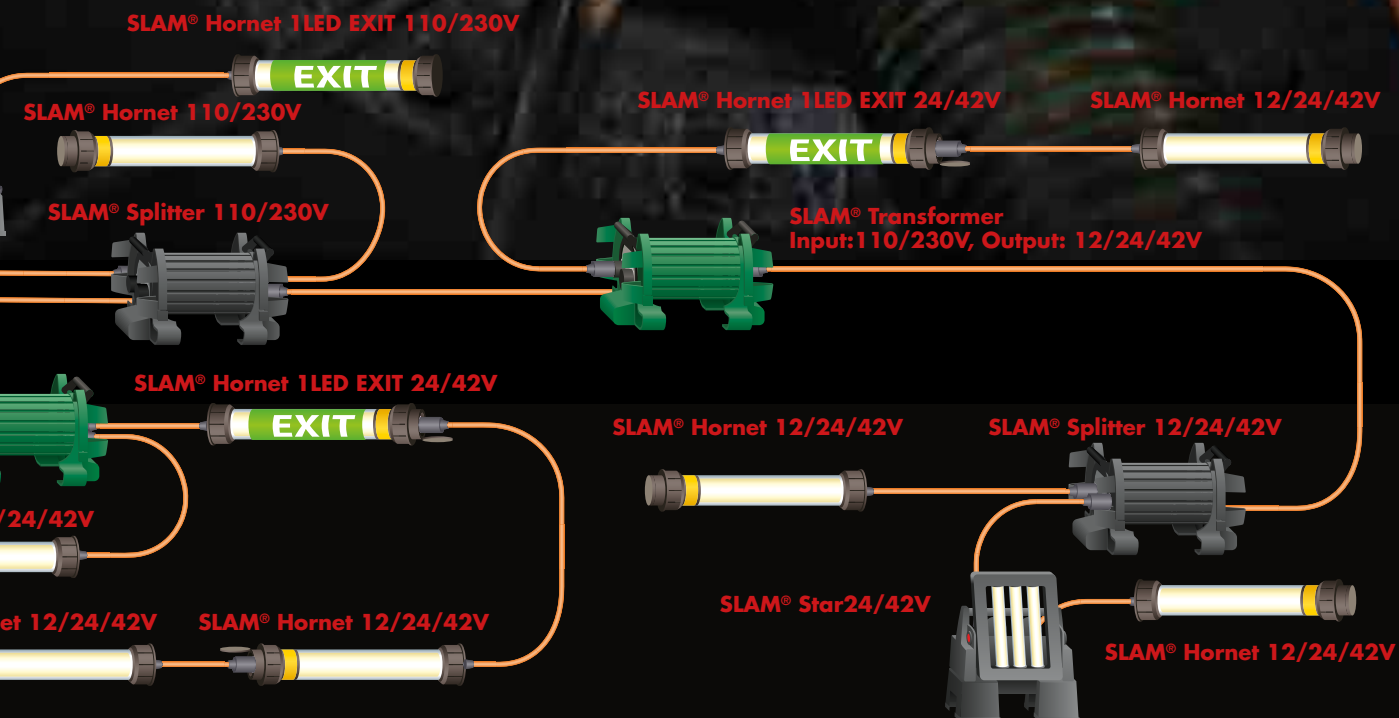 SLAM® Hornet 1LED EXIT 110/230V
EXIT
SLAM® Hornet 110/230V
SLAM® Hornet 1LED EXIT 24/42V
SLAM® Hornet 12/24/42V
EXIT
SLAM® Splitter 110/230V
SLAM® Transformer
Input:110/230V, Output: 12/24/42V
SLAM® Hornet 1LED EXIT 24/42V
EXIT
SLAM® Hornet 12/24/42V
SLAM® Splitter 12/24/42V
/24/42V
SLAM® Star24/42V
et 12/24/42V
SLAM® Hornet 12/24/42V
SLAM® Hornet 12/24/42V